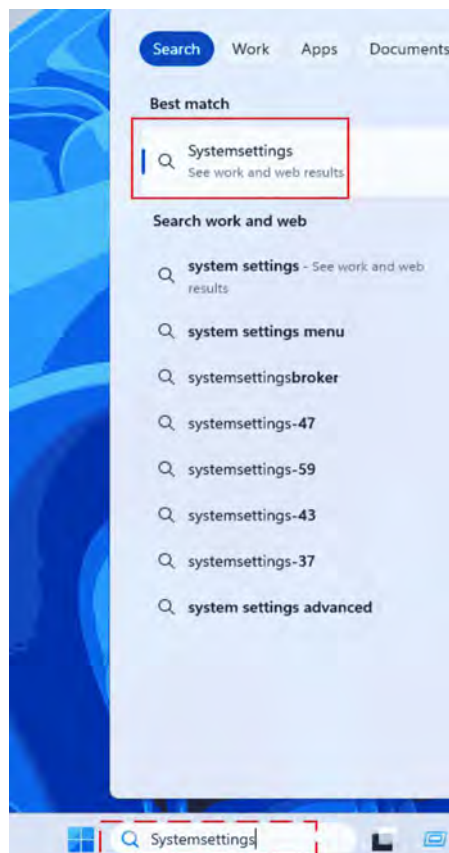 Search Work Apps Documents
Best match
Systemsettings
See work and web results
Search work and web
system settings - See work and web
results
system settings menu
systemsettingsbroker
systemsettings-47
systemsettings-59
systemsettings-43
systemsettings-37
system settings advanced
Systemsettings